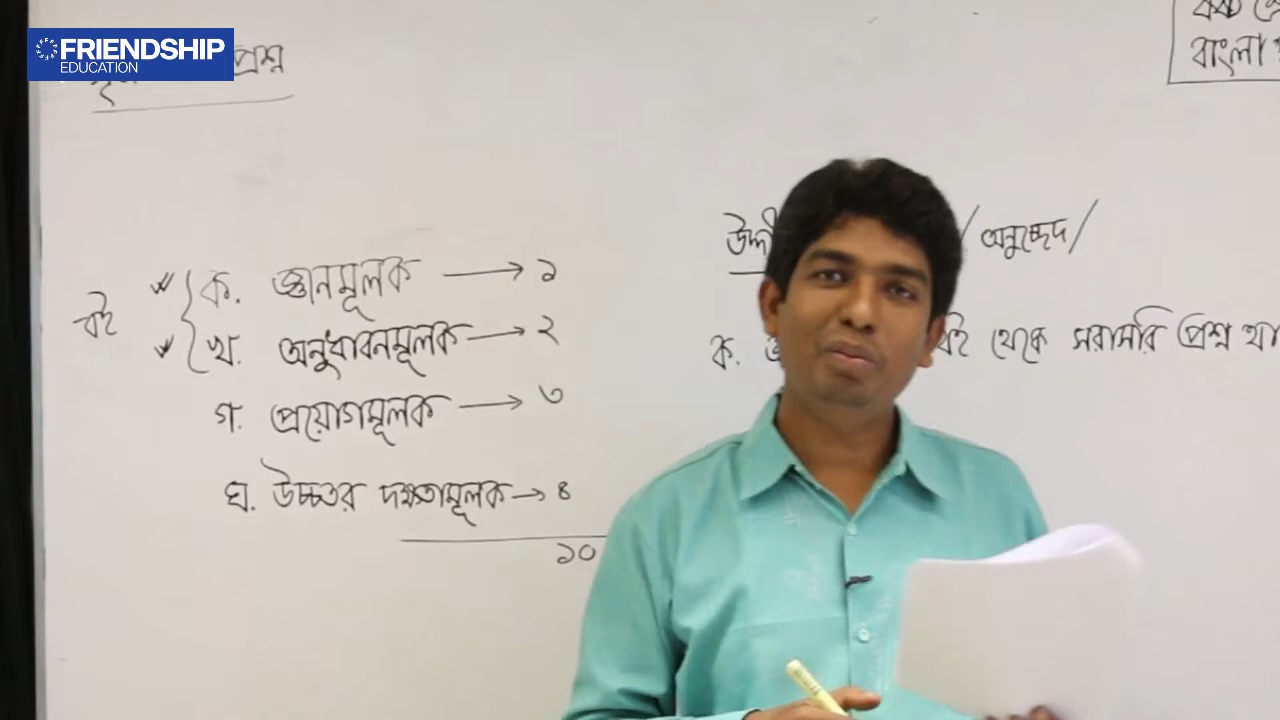 FRIENDSHIP
EDUCATION
প্রশ্ন
বাংলা
বই
ক. জ্ঞানমূলক → ১
খ. অনুধাবনমূলক → ২
গ. প্রয়োগমূলক → ৩
ঘ. উচ্চতর দক্ষতামূলক → ৪
১০
/ অনুচ্ছেদ /
ক. বই থেকে সরাসরি প্রশ্ন